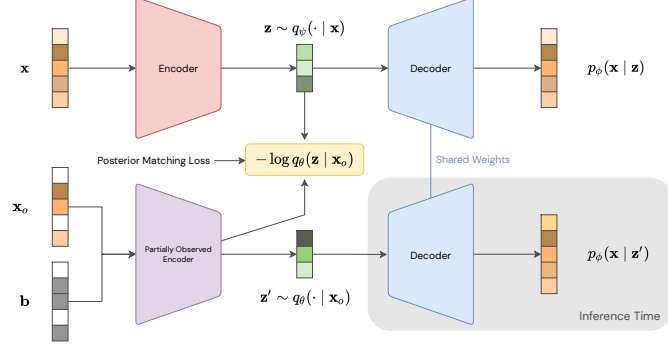 z ∼ q_ψ(· | x)
x
Encoder
Decoder
p_ϕ(x | z)
Posterior Matching Loss
− log q_θ(z | x_o)
Shared Weights
x_o
Partially Observed
Encoder
Decoder
p_ϕ(x | z′)
b
z′ ∼ q_θ(· | x_o)
Inference Time